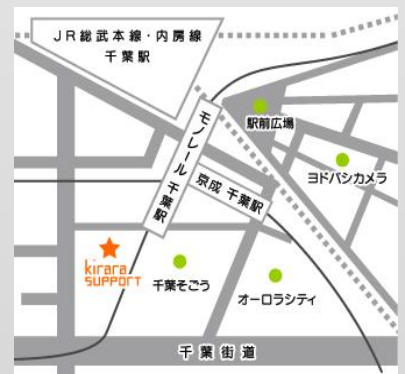 JR総武本線・内房線
千葉駅
モノレール 千葉駅
駅前広場
ヨドバシカメラ
京成 千葉駅
kirara
SUPPORT
千葉そごう
オーロラシティ
千葉街道